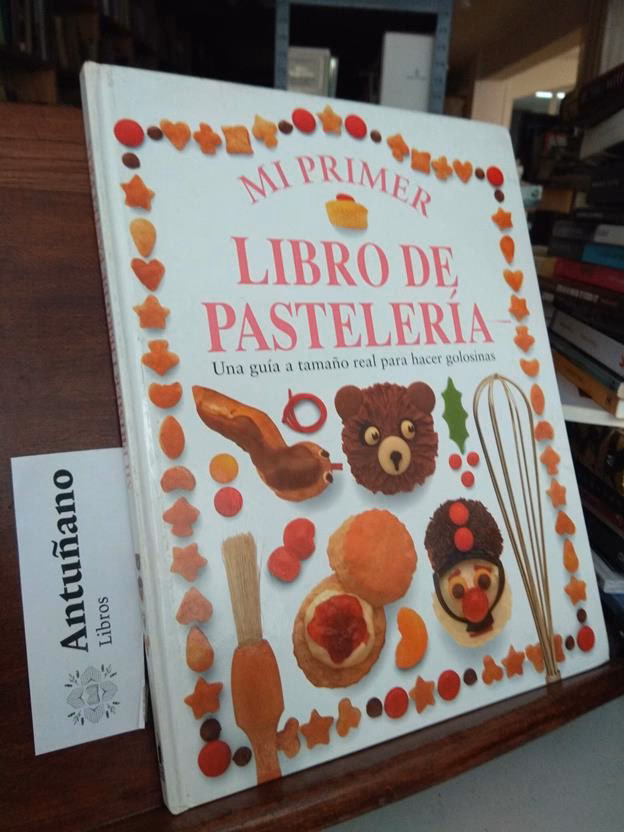 MI PRIMER
LIBRO DE
PASTELERÍA
Una guía a tamaño real para hacer golosinas
Antuñano
Libros